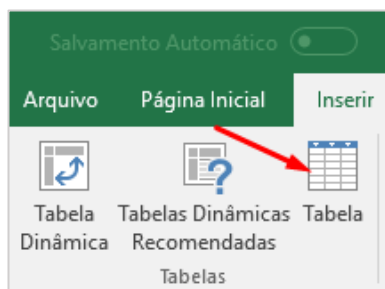 Salvamento Automático
Arquivo Página Inicial Inserir
Tabela Tabelas Dinâmicas Tabela
Dinâmica Recomendadas
Tabelas